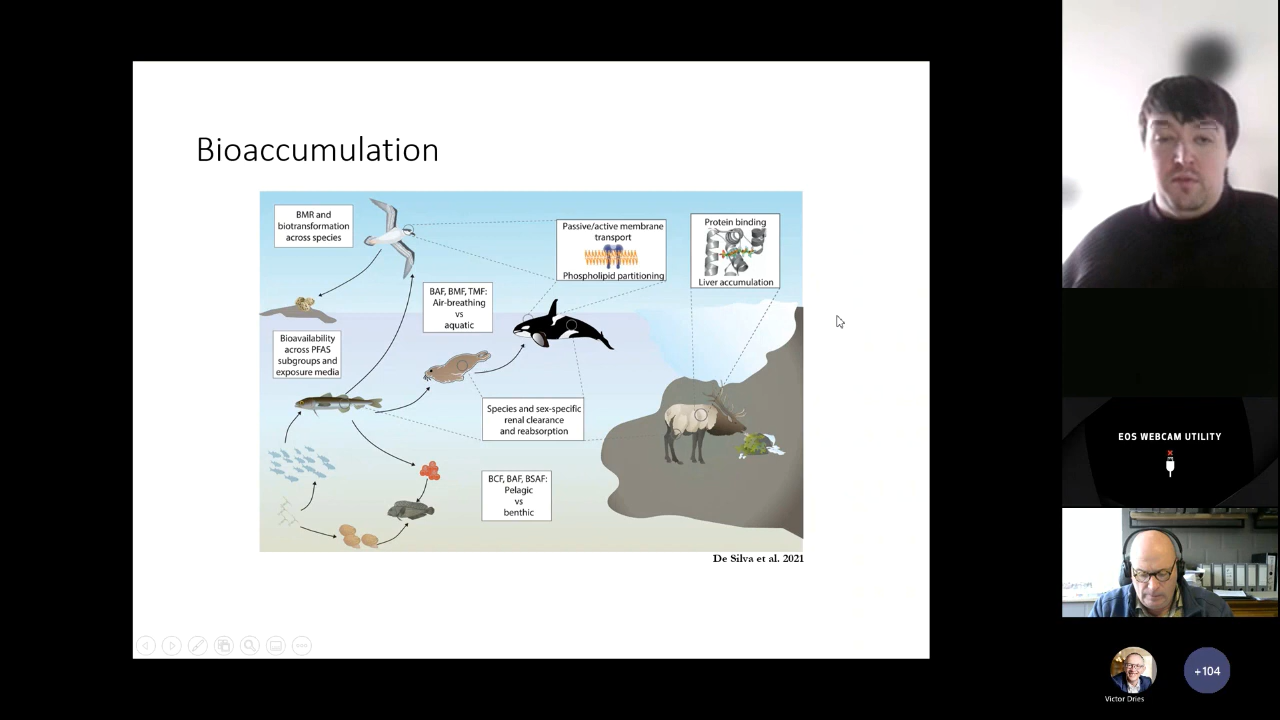 Bioaccumulation
BMR and
biotransformation
across species
Passive/active membrane
transport
Phospholipid partitioning
Protein binding
Liver accumulation
BAF, BMF, TMF:
Air-breathing
vs
aquatic
Bioavailability
across PFAS
subgroups and
exposure media
Species and sex-specific
renal clearance
and reabsorption
BCF, BAF, BSAF:
Pelagic
vs
benthic
De Silva et al. 2021
EOS WEBCAM UTILITY
Victor Dries
+104